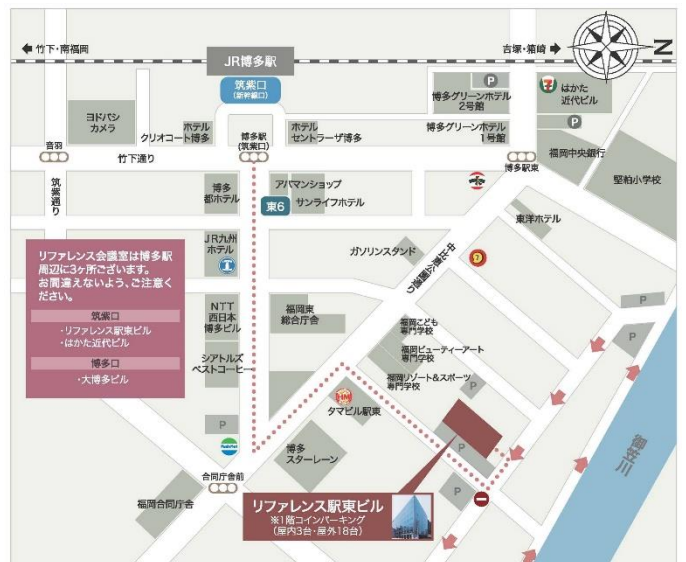 竹下・南福岡
吉塚・箱崎
N
JR博多駅
筑紫口
(新幹線口)
P
博多グリーンホテル
2号館
はかた
近代ビル
P
ヨドバシ
カメラ
ホテル
クリオコート博多
博多駅
(筑紫口)
ホテル
セントラーザ博多
博多グリーンホテル
1号館
音羽
竹下通り
博多駅東
福岡中央銀行
堅粕小学校
筑紫通り
博多
都ホテル
アパマンショップ
東6
サンライフホテル
東洋ホテル
リファレンス会議室は博多駅
周辺に3ヶ所ございます。
お間違えないよう、ご注意く
ださい。
筑紫口
・リファレンス駅東ビル
・はかた近代ビル
博多口
・大博多ビル
JR九州
ホテル
ガソリンスタンド
中比恵公園通り
NTT
西日本
博多ビル
福岡東
総合庁舎
P
P
福岡こども
専門学校
福岡ビューティーアート
専門学校
福岡リゾート&スポーツ
専門学校
シアトルズ
ベストコーヒー
P
タマビル駅東
P
FamilyMart
博多
スターレーン
P
P
御笠川
合同庁舎前
福岡合同庁舎
リファレンス駅東ビル
※1階コインパーキング
(屋内3台・屋外18台)